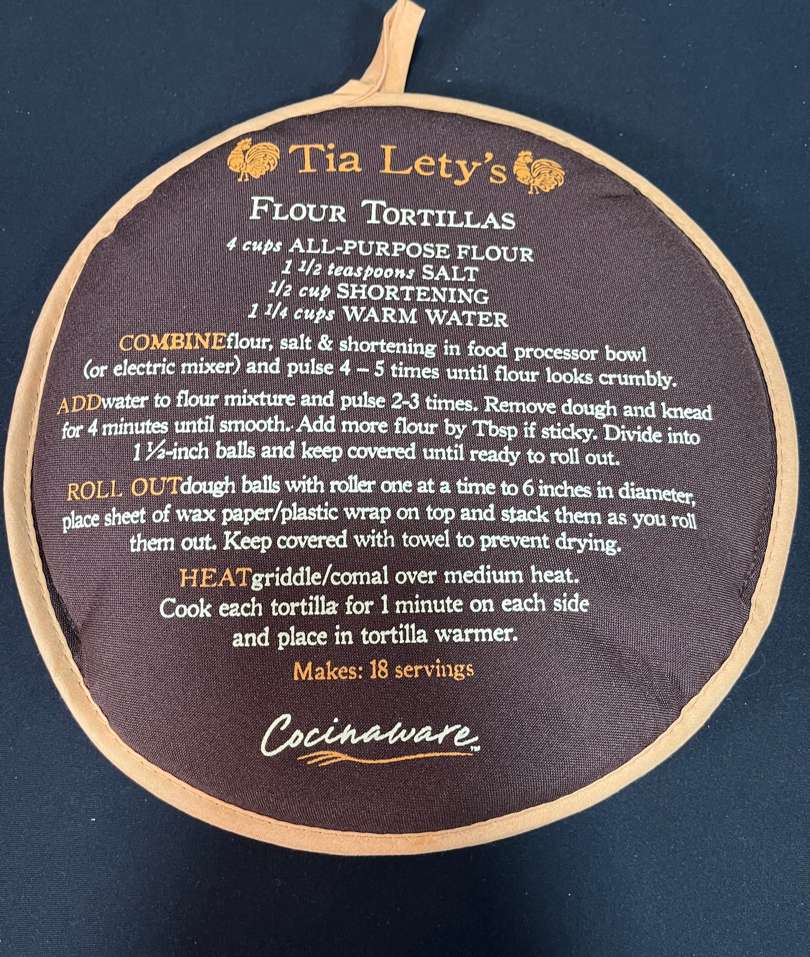 Tia Lety's
FLOUR TORTILLAS
4 cups ALL-PURPOSE FLOUR
1 1/2 teaspoons SALT
1/2 cup SHORTENING
1 1/4 cups WARM WATER
COMBINEflour, salt & shortening in food processor bowl
(or electric mixer) and pulse 4 – 5 times until flour looks crumbly.
ADDwater to flour mixture and pulse 2-3 times. Remove dough and knead
for 4 minutes until smooth. Add more flour by Tbsp if sticky. Divide into
1 ½-inch balls and keep covered until ready to roll out.
ROLL OUTdough balls with roller one at a time to 6 inches in diameter,
place sheet of wax paper/plastic wrap on top and stack them as you roll
them out. Keep covered with towel to prevent drying.
HEATgriddle/comal over medium heat.
Cook each tortilla for 1 minute on each side
and place in tortilla warmer.
Makes: 18 servings
Cocinaware™